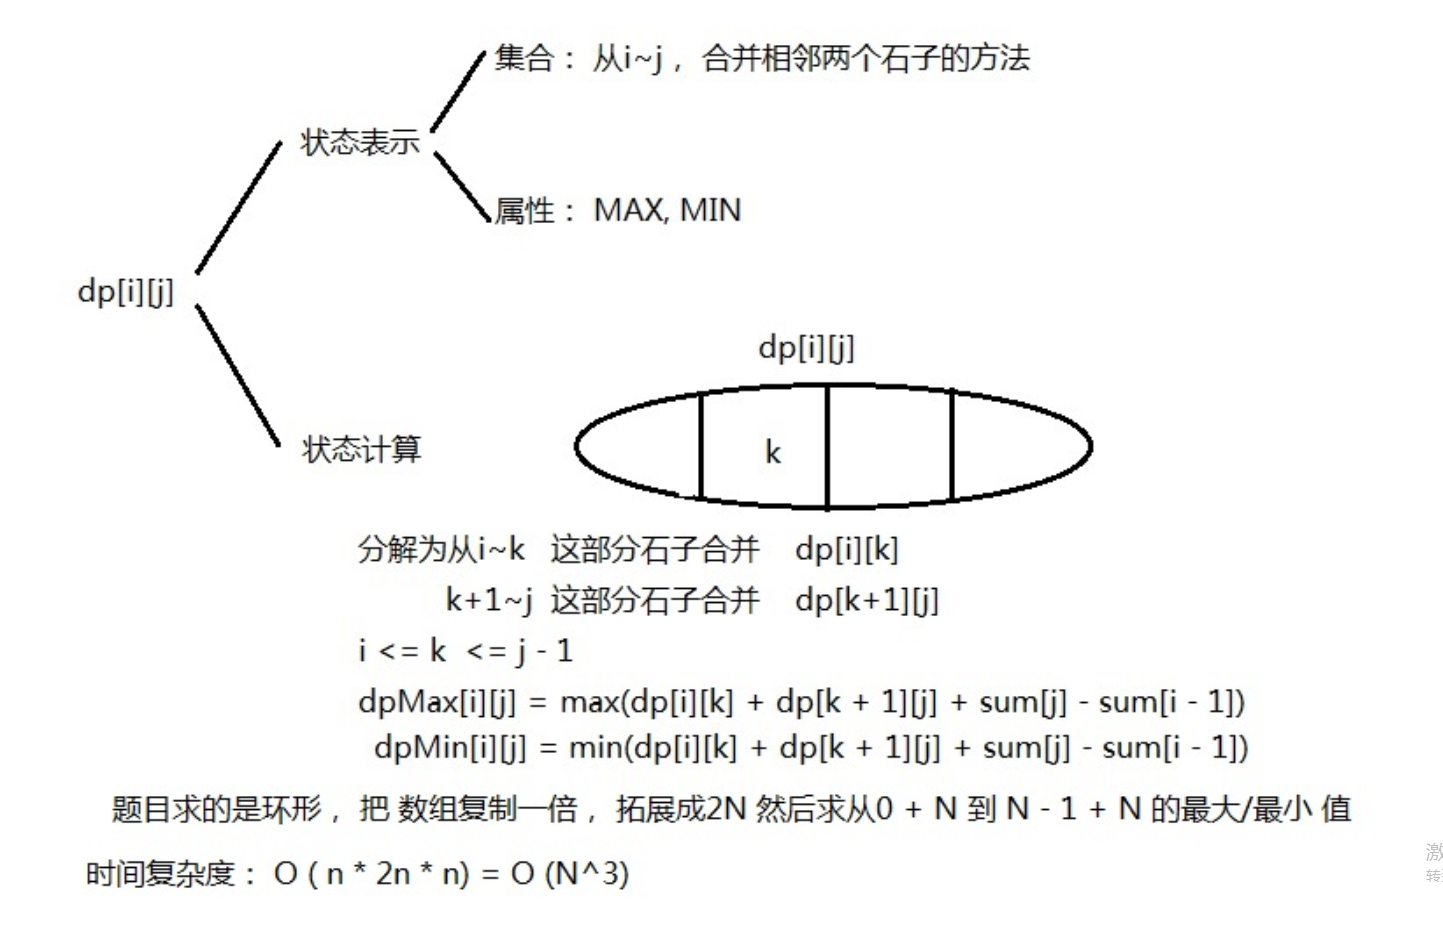 集合： 从i~j ，合并相邻两个石子的方法
状态表示
属性： MAX, MIN
dp[i][j]
dp[i][j]
状态计算
k
分解为从i~k 这部分石子合并 dp[i][k]
k+1~j 这部分石子合并 dp[k+1][j]
i <= k <= j - 1
dpMax[i][j] = max(dp[i][k] + dp[k + 1][j] + sum[j] - sum[i - 1])
dpMin[i][j] = min(dp[i][k] + dp[k + 1][j] + sum[j] - sum[i - 1])
题目求的是环形 ，把 数组复制一倍 ，拓展成2N 然后求从0 + N 到 N - 1 + N 的最大/最小 值
时间复杂度： O ( n * 2n * n) = O (N^3)